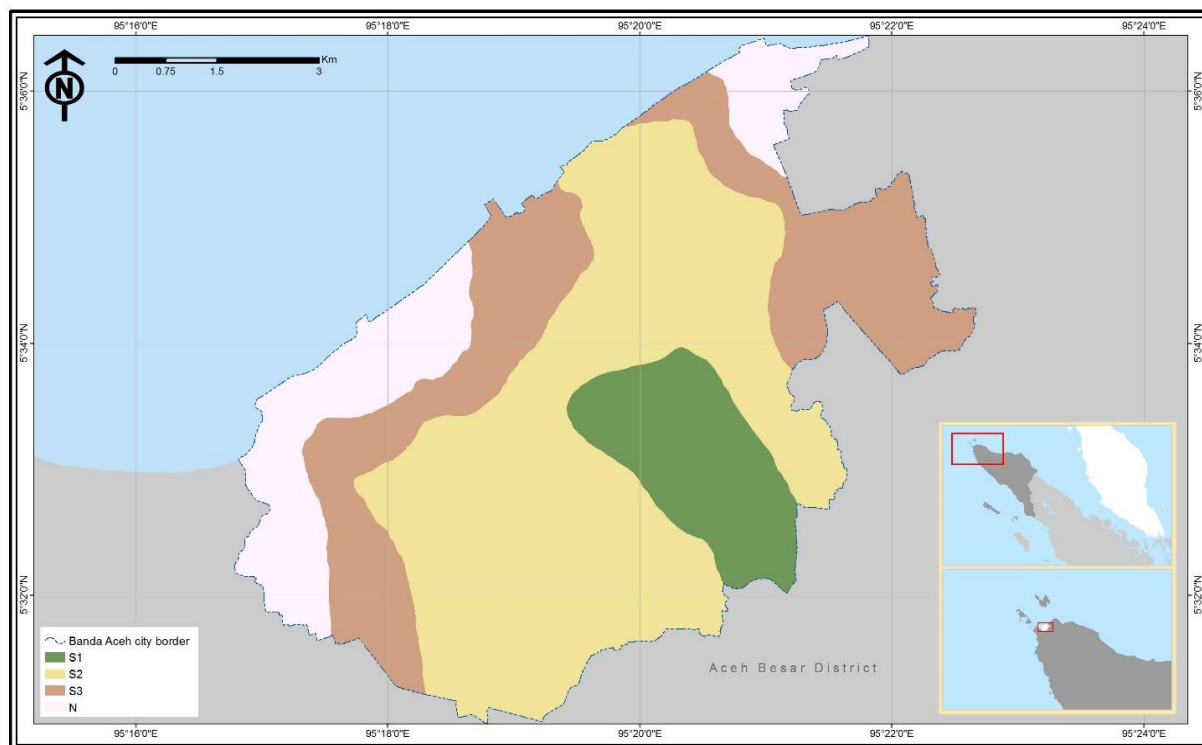 95°16'0"E 95°18'0"E 95°20'0"E 95°22'0"E 95°24'0"E
Km
0 0.75 1.5 3
N
5°36'0"N 5°36'0"N
5°34'0"N 5°34'0"N
5°32'0"N 5°32'0"N
Banda Aceh city border
S1
S2
S3
N
Aceh Besar District
95°16'0"E 95°18'0"E 95°20'0"E 95°22'0"E 95°24'0"E